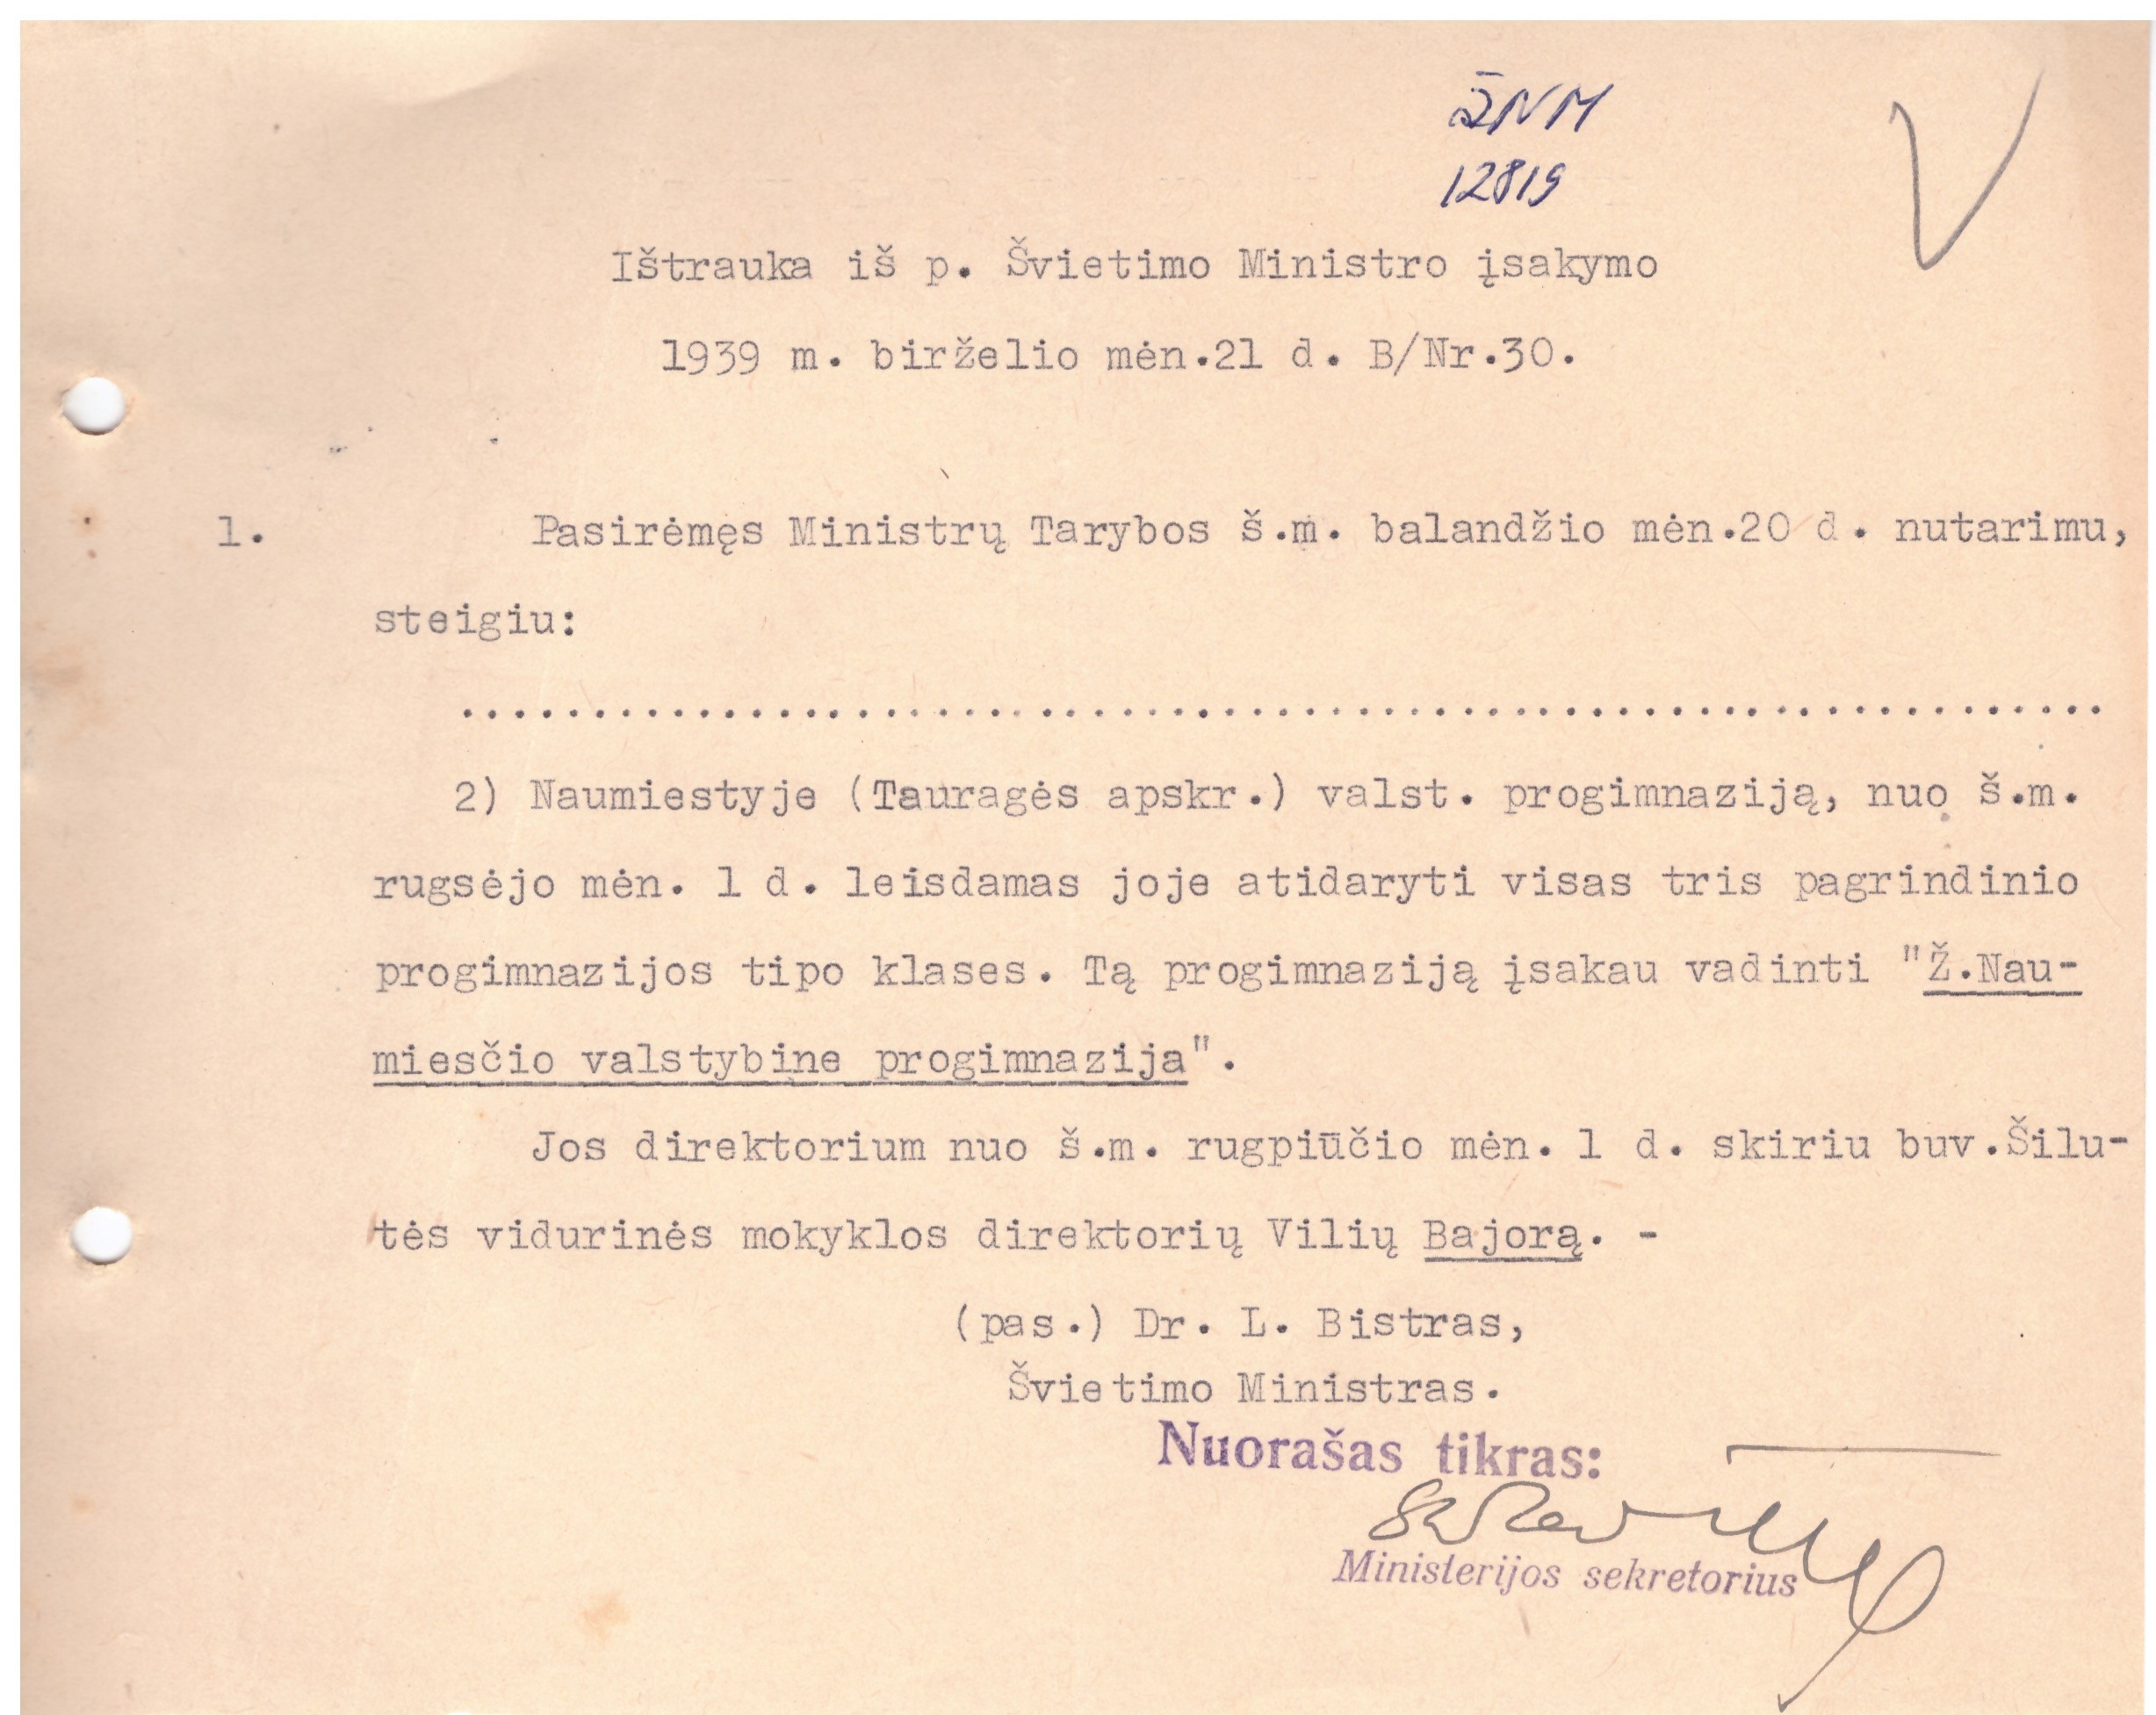 12819
Ištrauka iš p. Švietimo Ministro įsakymo
1939 m. birželio mėn.21 d. B/Nr.30.
1. Pasirėmęs Ministrų Tarybos š.m. balandžio mėn.20 d. nutarimu,
steigiu:
..............................................................
2) Naumiestyje (Tauragės apskr.) valst. progimnaziją, nuo š.m.
rugsėjo mėn. 1 d. leisdamas joje atidaryti visas tris pagrindinio
progimnazijos tipo klases. Tą progimnaziją įsakau vadinti "Ž.Nau-
miesčio valstybine progimnazija".
Jos direktorium nuo š.m. rugpiūčio mėn. 1 d. skiriu buv.Šilu-
tės vidurinės mokyklos direktorių Vilių Bajorą. -
(pas.) Dr. L. Bistras,
Švietimo Ministras.
Nuorašas tikras:
Ministerijos sekretorius